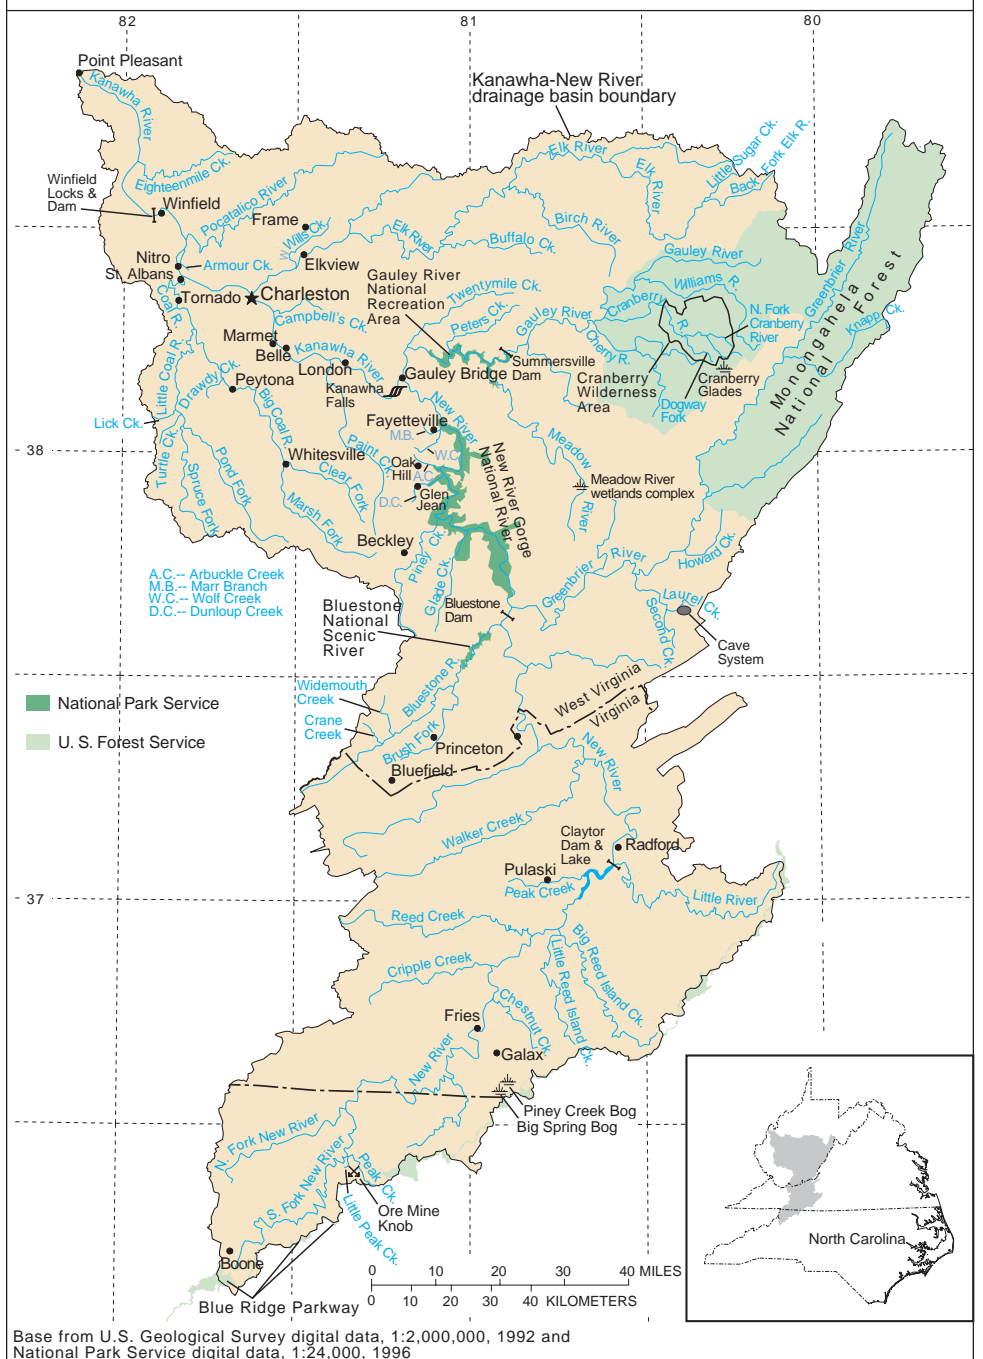 82
81
80
Point Pleasant
Kanawha River
Kanawha-New River
drainage basin boundary
Elk River
Little Sugar Ck.
Back Fork Elk R.
Elk River
Eighteenmile Ck.
Winfield
Locks &
Dam
Winfield
Pocatalico River
Frame
Wills Ck.
Elk River
Birch River
Buffalo Ck.
Gauley River
Greenbrier River
Monongahela
National Forest
Knapp Ck.
Nitro
Armour Ck.
Elkview
St. Albans
Gauley River
National
Recreation
Area
Twentymile Ck.
Williams R.
Cranberry R.
Coal R.
Tornado
Charleston
Campbell's Ck.
Peters Ck.
Gauley River
N. Fork
Cranberry
River
Cherry R.
Marmet
Belle
Kanawha River
London
Summersville
Dam
Gauley Bridge
Cranberry
Wilderness
Area
Cranberry
Glades
Dogway
Fork
Little Coal R.
Drawdy Ck.
Peytona
Kanawha
Falls
Big Coal R.
New River
Fayetteville
M.B.
Lick Ck.
38
Turtle Ck.
Spruce Fork
Pond Fork
Whitesville
Clear Fork
Marsh Fork
Paint Ck.
W.C.
Oak
Hill
A.C.
Glen
Jean
D.C.
New River Gorge
National River
Meadow River
Meadow River
wetlands complex
Beckley
Piney Ck.
Glade Ck.
Greenbrier River
Howard Ck.
A.C.-- Arbuckle Creek
M.B.-- Marr Branch
W.C.-- Wolf Creek
D.C.-- Dunloup Creek
Bluestone
National
Scenic
River
Bluestone
Dam
Laurel Ck.
Second Ck.
Cave
System
West Virginia
Virginia
National Park Service
U. S. Forest Service
Widemouth
Creek
Crane
Creek
Bluestone R.
Brush Fork
Princeton
Bluefield
New River
Walker Creek
Claytor
Dam &
Lake
Radford
Pulaski
Peak Creek
Little River
37
Reed Creek
Cripple Creek
Big Reed Island Ck.
Little Reed Island Ck.
Chestnut Ck.
Fries
Galax
New River
Piney Creek Bog
Big Spring Bog
N. Fork New River
S. Fork New River
Peak Ck.
Little Peak Ck.
Ore Mine
Knob
Boone
Blue Ridge Parkway
0 10 20 30 40 MILES
0 10 20 30 40 KILOMETERS
North Carolina
Base from U.S. Geological Survey digital data, 1:2,000,000, 1992 and
National Park Service digital data, 1:24,000, 1996